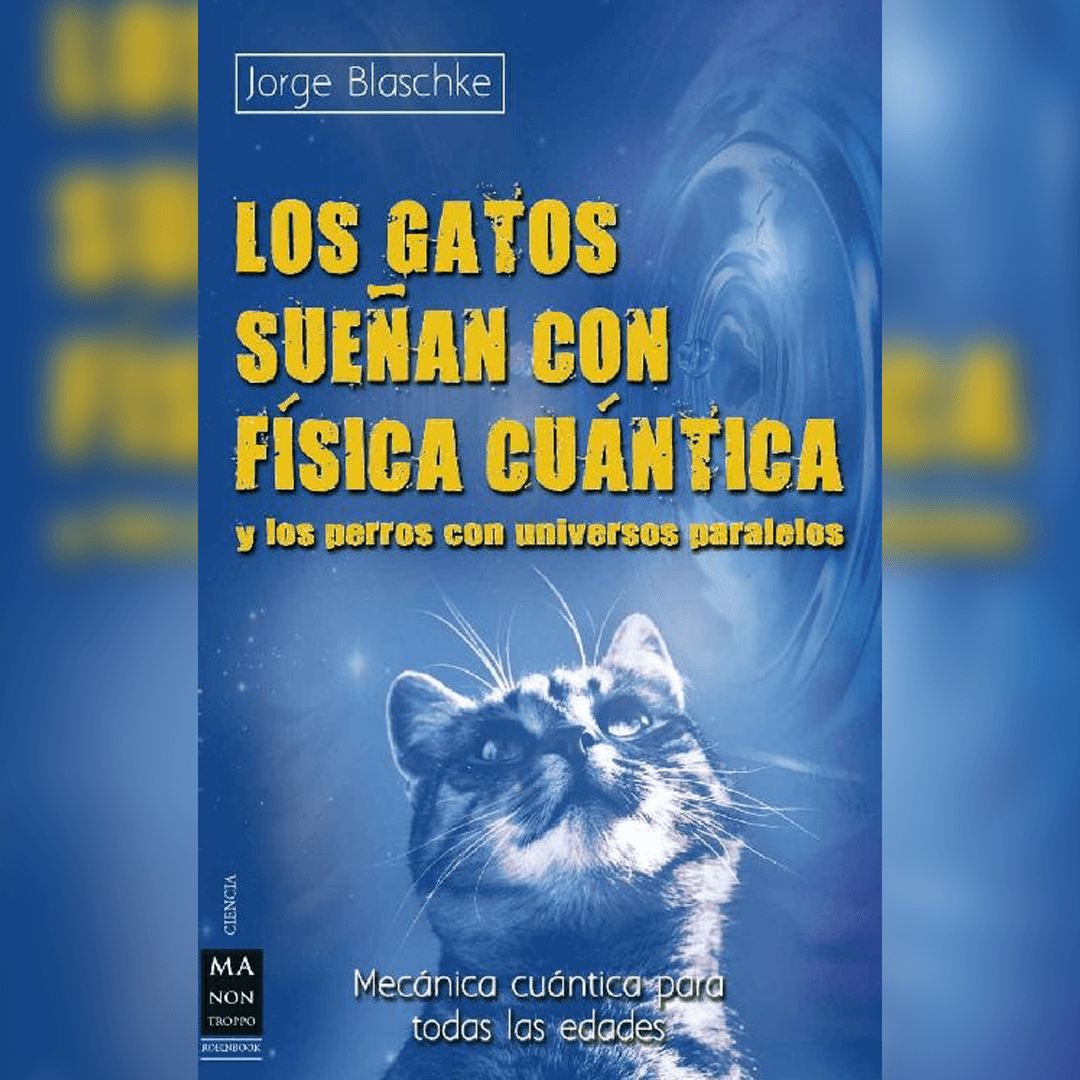 Jorge Blaschke
LOS GATOS
SUEÑAN CON
FÍSICA CUÁNTICA
y los perros con universos paralelos
CIENCIA
MA
NON
TROPPO
ROBINBOOK
Mecánica cuántica para
todas las edades